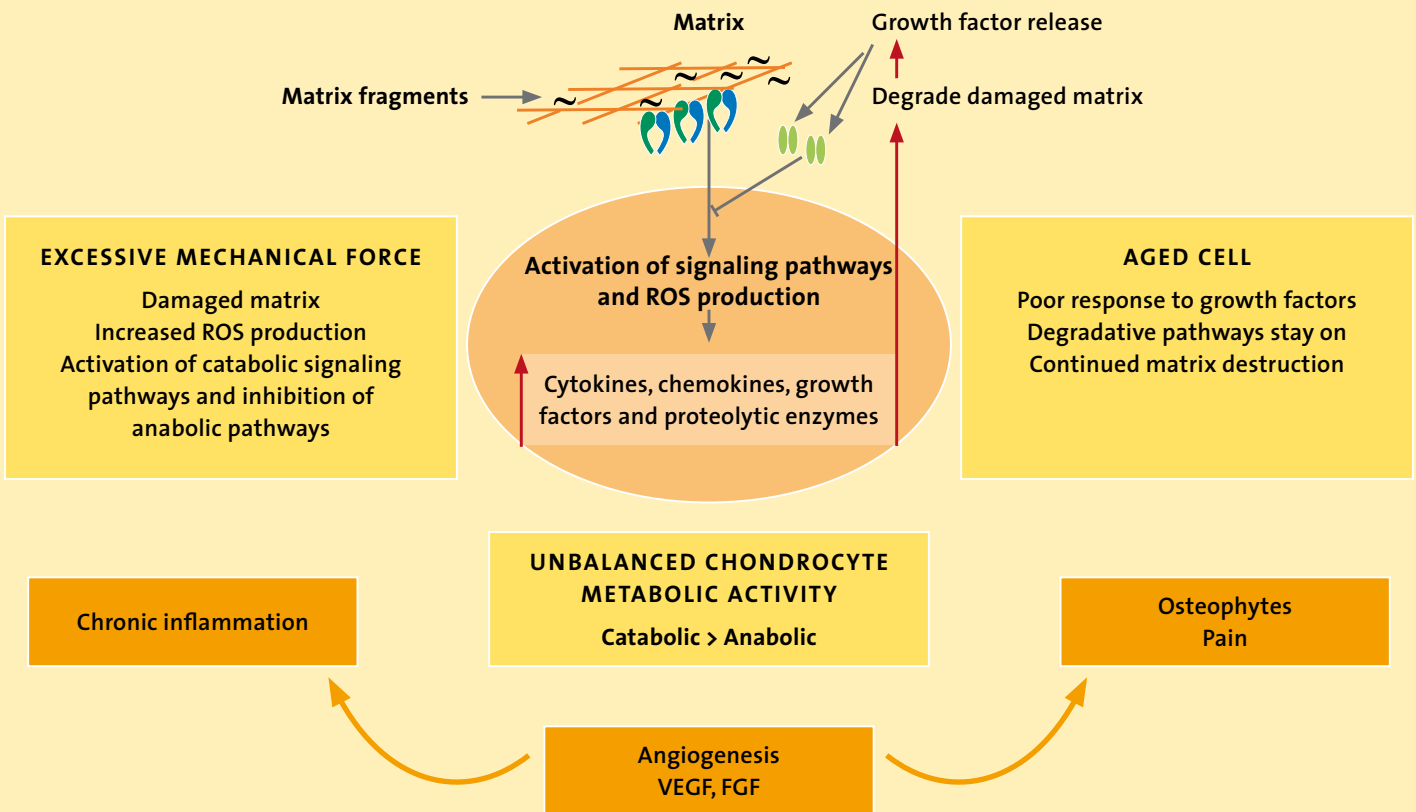 Matrix
Growth factor release
Matrix fragments
Degrade damaged matrix
EXCESSIVE MECHANICAL FORCE
Damaged matrix
Increased ROS production
Activation of catabolic signaling
pathways and inhibition of
anabolic pathways
Activation of signaling pathways
and ROS production
Cytokines, chemokines, growth
factors and proteolytic enzymes
AGED CELL
Poor response to growth factors
Degradative pathways stay on
Continued matrix destruction
UNBALANCED CHONDROCYTE
METABOLIC ACTIVITY
Catabolic > Anabolic
Chronic inflammation
Osteophytes
Pain
Angiogenesis
VEGF, FGF